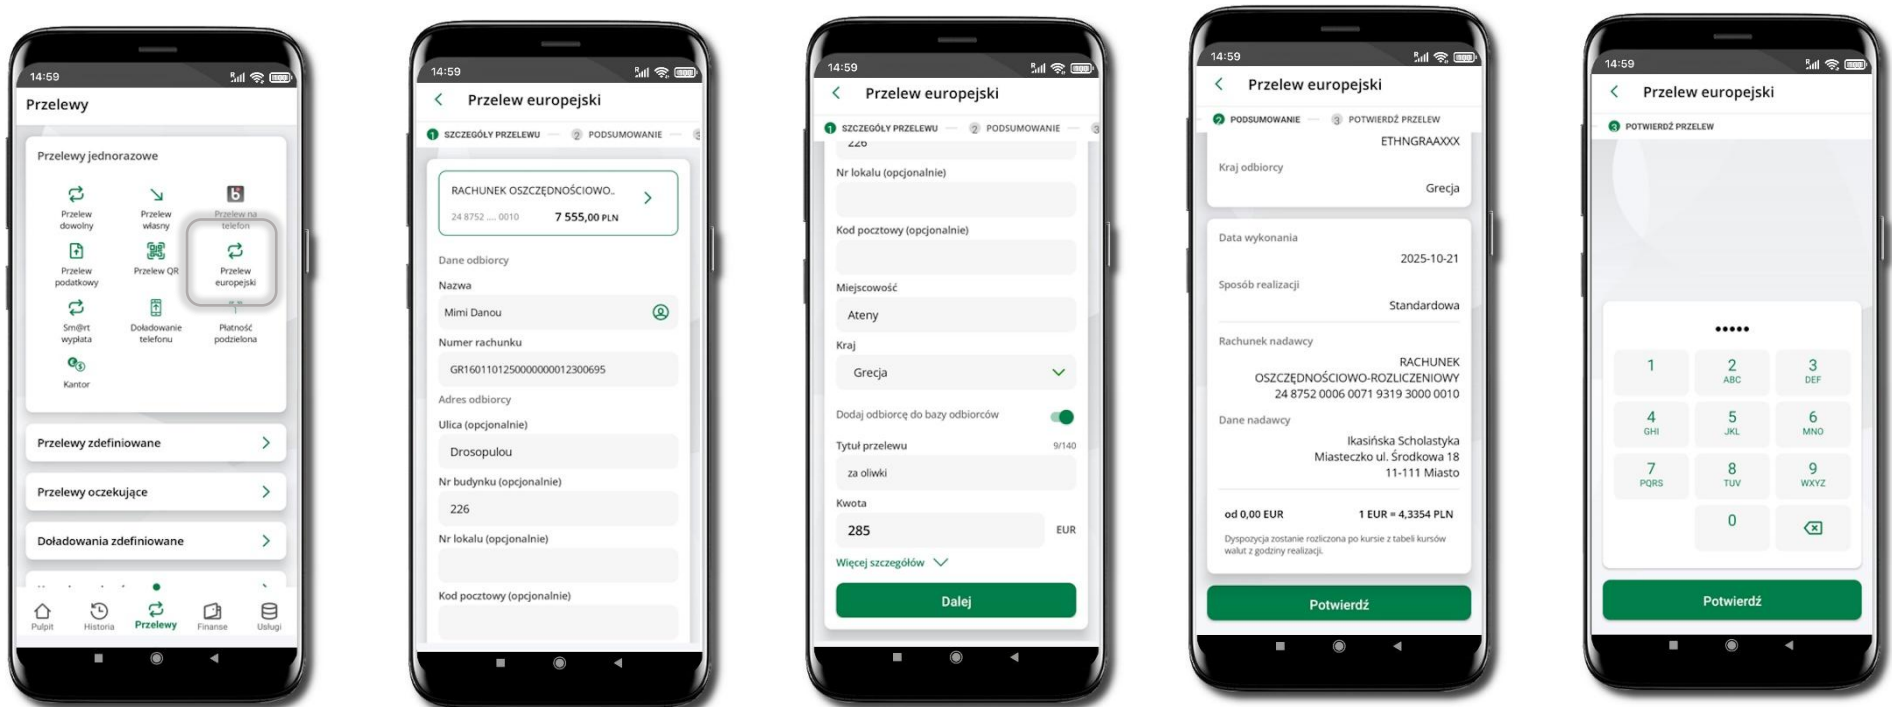 14:59
Przelewy
Przelewy jednorazowe
Przelew
dowolny
Przelew
własny
Przelew na
telefon
Przelew
podatkowy
Przelew QR
Przelew
europejski
Sm@rt
wypłata
Doładowanie
telefonu
Płatność
podzielona
Kantor
Przelewy zdefiniowane
Przelewy oczekujące
Doładowania zdefiniowane
Pulpit
Historia
Przelewy
Finanse
Usługi
14:59
Przelew europejski
1 SZCZEGÓŁY PRZELEWU 2 PODSUMOWANIE 3
RACHUNEK OSZCZĘDNOŚCIOWO..
24 8752 .... 0010 7 555,00 PLN
Dane odbiorcy
Nazwa
Mimi Danou
Numer rachunku
GR1601101250000000012300695
Adres odbiorcy
Ulica (opcjonalnie)
Drosopulou
Nr budynku (opcjonalnie)
226
Nr lokalu (opcjonalnie)
Kod pocztowy (opcjonalnie)
14:59
Przelew europejski
1 SZCZEGÓŁY PRZELEWU 2 PODSUMOWANIE 3
226
Nr lokalu (opcjonalnie)
Kod pocztowy (opcjonalnie)
Miejscowość
Ateny
Kraj
Grecja
Dodaj odbiorcę do bazy odbiorców
Tytuł przelewu 9/140
za oliwki
Kwota
285 EUR
Więcej szczegółów
Dalej
14:59
Przelew europejski
2 PODSUMOWANIE 3 POTWIERDŹ PRZELEW
ETHNGRAAXXX
Kraj odbiorcy
Grecja
Data wykonania
2025-10-21
Sposób realizacji
Standardowa
Rachunek nadawcy
RACHUNEK
OSZCZĘDNOŚCIOWO-ROZLICZENIOWY
24 8752 0006 0071 9319 3000 0010
Dane nadawcy
Ikasińska Scholastyka
Miasteczko ul. Środkowa 18
11-111 Miasto
od 0,00 EUR 1 EUR = 4,3354 PLN
Dyspozycja zostanie rozliczona po kursie z tabeli kursów
walut z godziny realizacji.
Potwierdź
14:59
Przelew europejski
3 POTWIERDŹ PRZELEW
•••••
1 2 3
ABC DEF
4 5 6
GHI JKL MNO
7 8 9
PQRS TUV WXYZ
0
Potwierdź